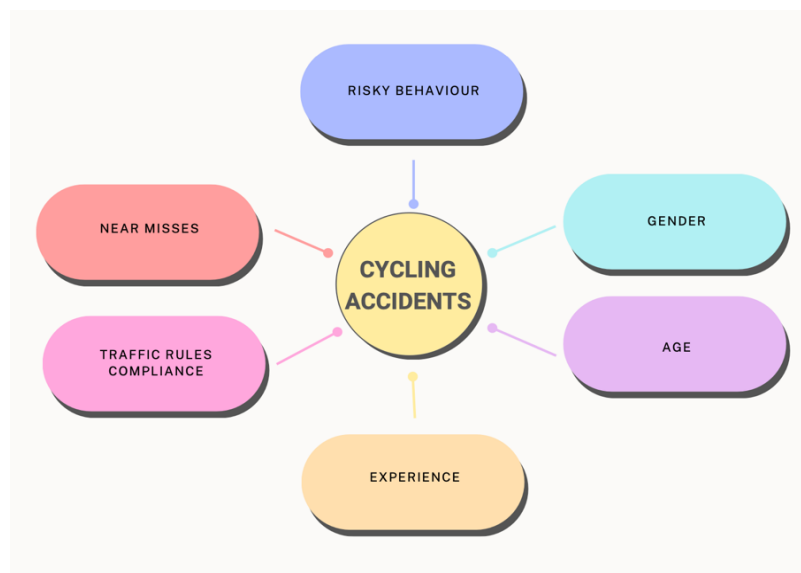 RISKY BEHAVIOUR
NEAR MISSES
GENDER
CYCLING
ACCIDENTS
TRAFFIC RULES
COMPLIANCE
AGE
EXPERIENCE